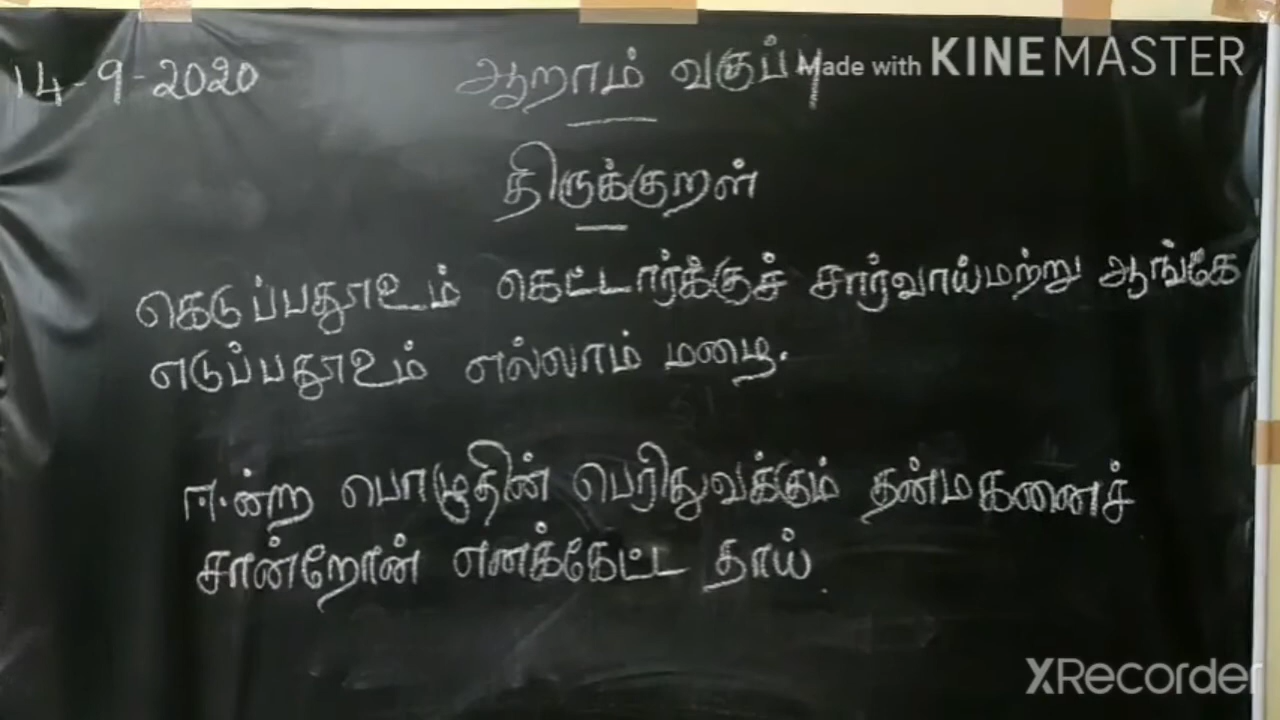 14-9-2020 ஆறாம் வகுப்பு Made with KINEMASTER
திருக்குறள்
கெடுப்பதூஉம் கெட்டார்க்குச் சார்வாய்மற்று ஆங்கே
எடுப்பதூஉம் எல்லாம் மழை.
ஈன்ற பொழுதின் பெரிதுவக்கும் தன்மகனைச்
சான்றோன் எனக்கேட்ட தாய்
XRecorder